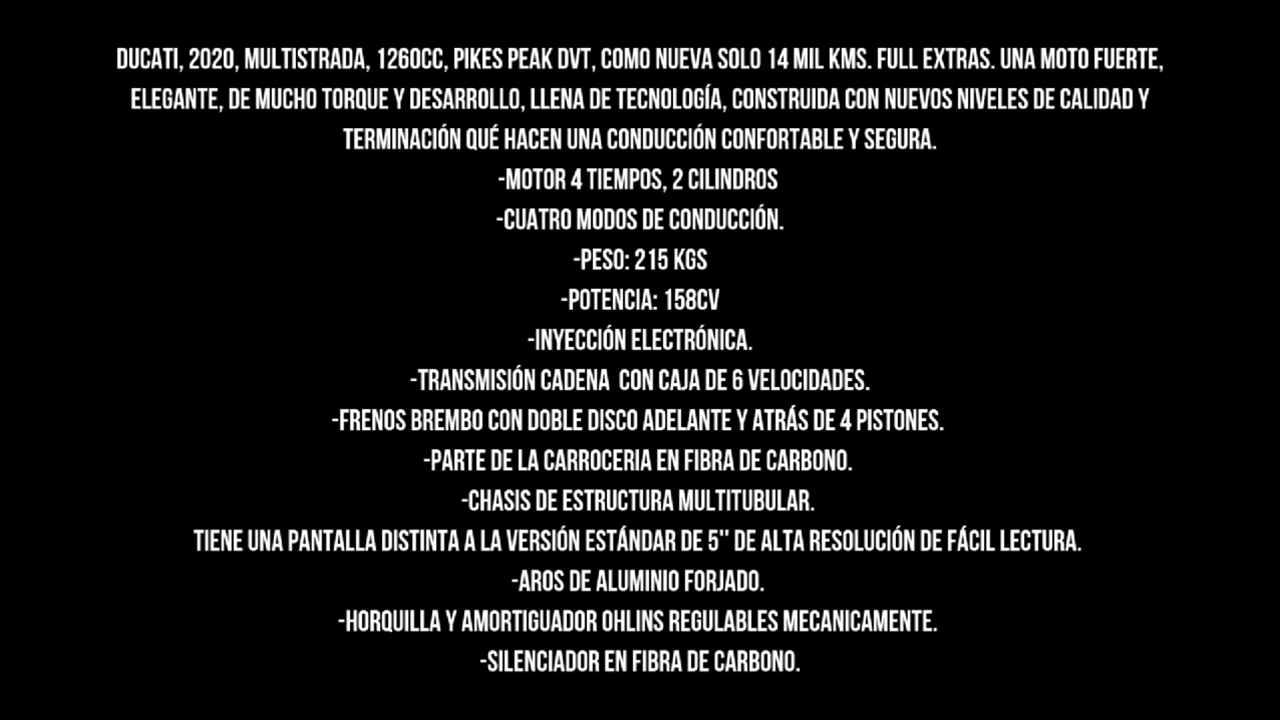 DUCATI, 2020, MULTISTRADA, 1260CC, PIKES PEAK DVT, COMO NUEVA SOLO 14 MIL KMS. FULL EXTRAS. UNA MOTO FUERTE,
ELEGANTE, DE MUCHO TORQUE Y DESARROLLO, LLENA DE TECNOLOGÍA, CONSTRUIDA CON NUEVOS NIVELES DE CALIDAD Y
TERMINACIÓN QUÉ HACEN UNA CONDUCCIÓN CONFORTABLE Y SEGURA.
-MOTOR 4 TIEMPOS, 2 CILINDROS
-CUATRO MODOS DE CONDUCCIÓN.
-PESO: 215 KGS
-POTENCIA: 158CV
-INYECCIÓN ELECTRÓNICA.
-TRANSMISIÓN CADENA  CON CAJA DE 6 VELOCIDADES.
-FRENOS BREMBO CON DOBLE DISCO ADELANTE Y ATRÁS DE 4 PISTONES.
-PARTE DE LA CARROCERIA EN FIBRA DE CARBONO.
-CHASIS DE ESTRUCTURA MULTITUBULAR.
TIENE UNA PANTALLA DISTINTA A LA VERSIÓN ESTÁNDAR DE 5" DE ALTA RESOLUCIÓN DE FÁCIL LECTURA.
-AROS DE ALUMINIO FORJADO.
-HORQUILLA Y AMORTIGUADOR OHLINS REGULABLES MECANICAMENTE.
-SILENCIADOR EN FIBRA DE CARBONO.